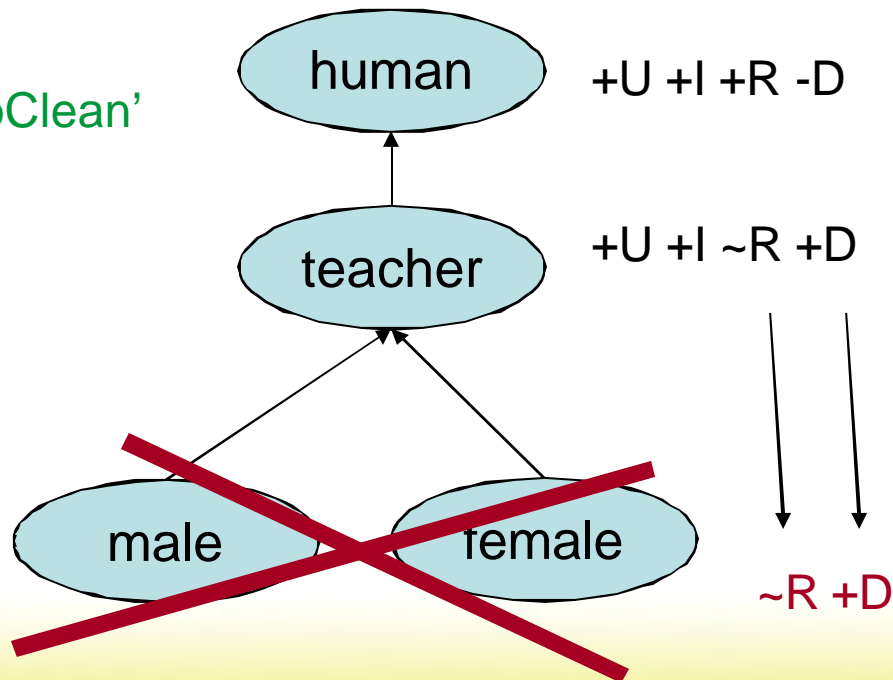 human
+U +I +R -D
oClean’
teacher
+U +I ~R +D
male
female
~R +D